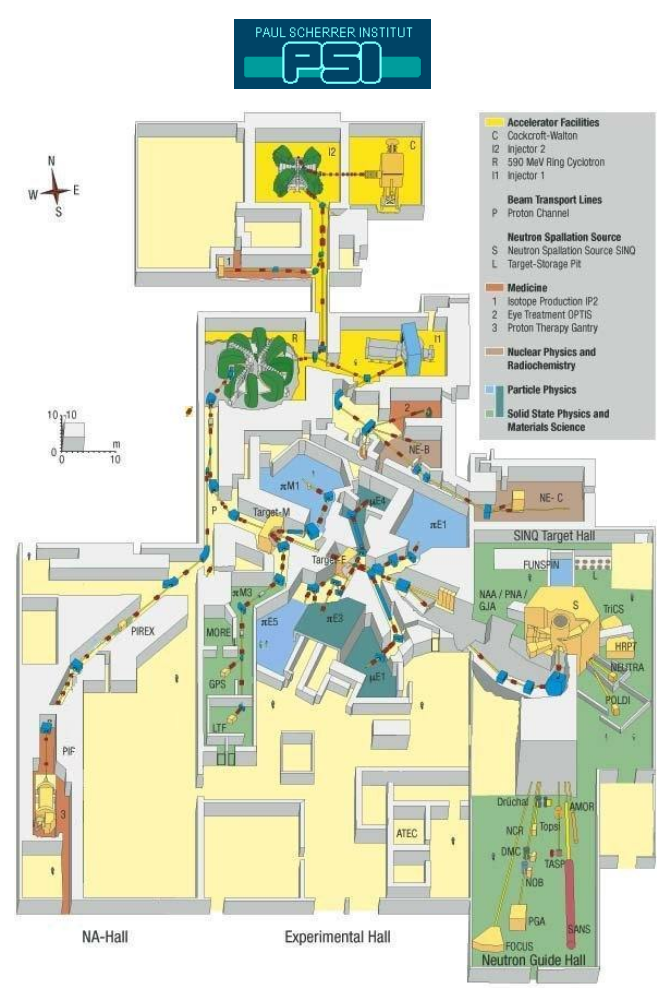 PAUL SCHERRER INSTITUT
PSI
N
W E
S
I2
C
1
R
I1
2
10 10
0
0 10
m
NE-B
NE- C
πM1
μE4
πE1
Target-M
P
Target-E
SINQ Target Hall
FUNSPIN
L
NAA / PNA /
GJA
S
TriCS
HRPT
NEUTRA
POLDI
πM3
PIREX
MORE
πE5
πE3
GPS
μE1
LTF
PIF
3
ATEC
Drüchal
AMOR
NCR
Topsi
DMC
TASP
NOB
PGA
SANS
FOCUS
NA-Hall
Experimental Hall
Neutron Guide Hall
Accelerator Facilities
C Cockcroft-Walton
I2 Injector 2
R 590 MeV Ring Cyclotron
I1 Injector 1
Beam Transport Lines
P Proton Channel
Neutron Spallation Source
S Neutron Spallation Source SINQ
L Target-Storage Pit
Medicine
1 Isotope Production IP2
2 Eye Treatment OPTIS
3 Proton Therapy Gantry
Nuclear Physics and
Radiochemistry
Particle Physics
Solid State Physics and
Materials Science